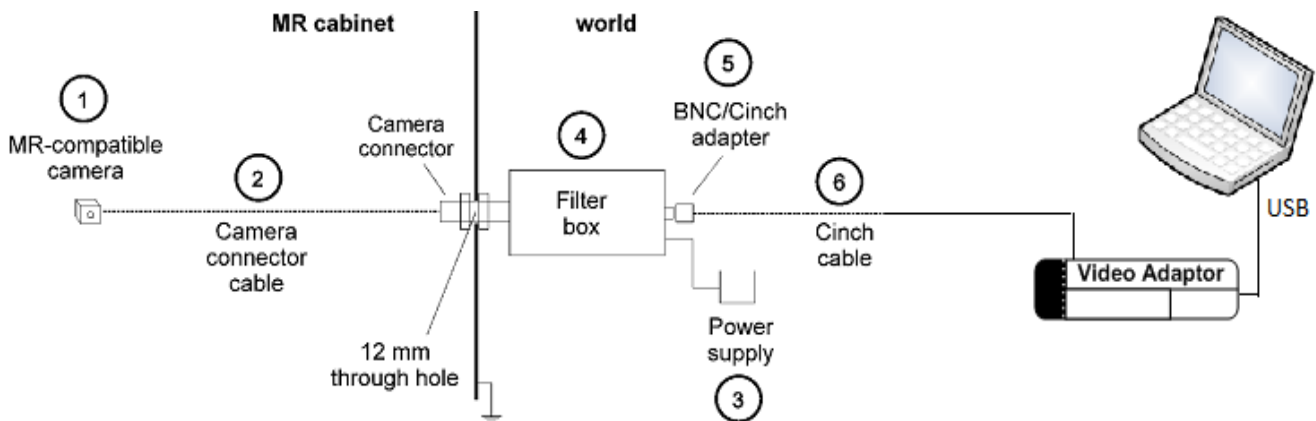 MR cabinet
world
1
MR-compatible
camera
2
Camera
connector
cable
Camera
connector
12 mm
through hole
4
Filter
box
5
BNC/Cinch
adapter
Power
supply
3
6
Cinch
cable
Video Adaptor
USB